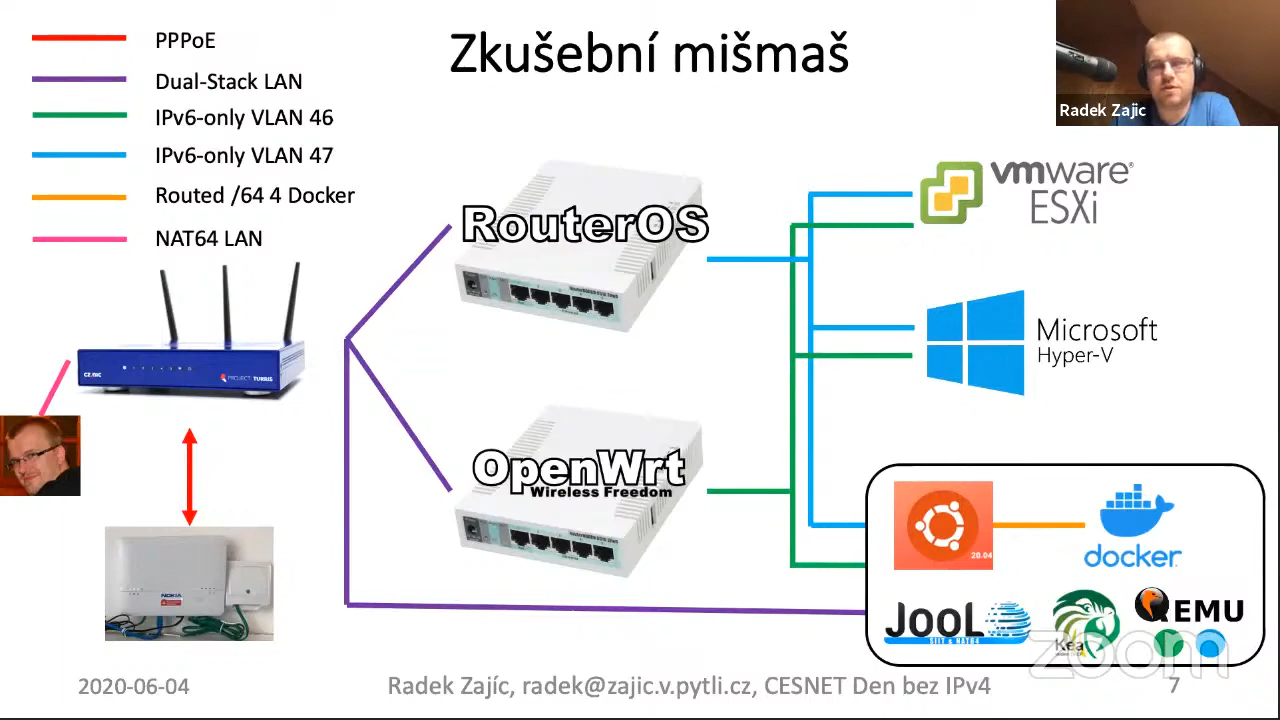 PPPoE
Dual-Stack LAN
IPv6-only VLAN 46
IPv6-only VLAN 47
Routed /64 4 Docker
NAT64 LAN
Zkušební mišmaš
Radek Zajic
RouterOS
vmware®
ESXi
Microsoft
Hyper-V
CZ.NIC
PROJECT TURRIS
OpenWrt
Wireless Freedom
NOKIA
20.04
docker
JOOL
SIIT & NAT64
Kea
QEMU
zoom
2020-06-04
Radek Zajíc, radek@zajic.v.pytli.cz, CESNET Den bez IPv4
7